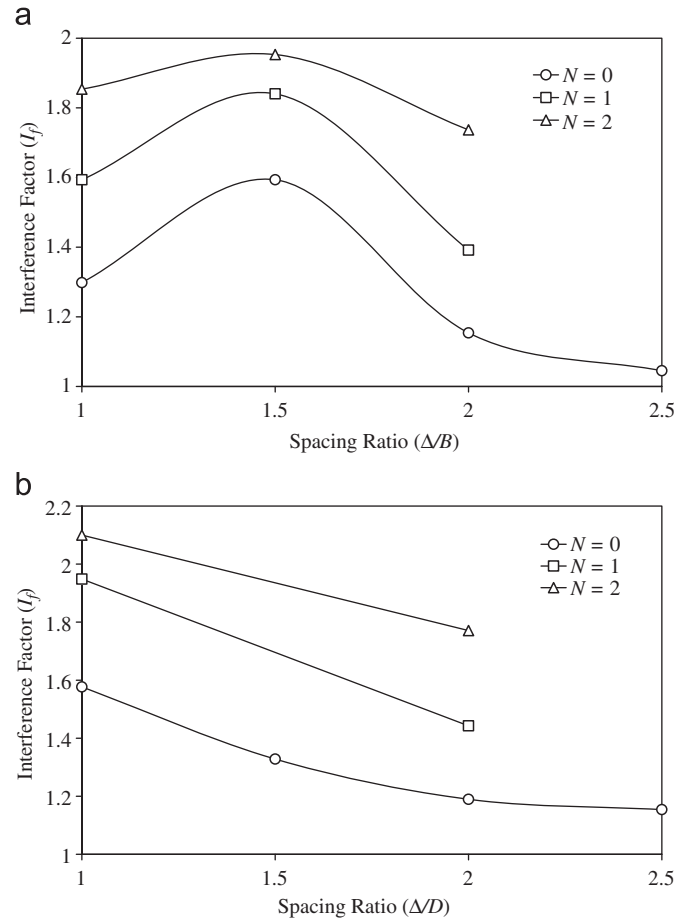 a
2
1.8
1.6
1.4
1.2
1
Interference Factor (If)
N = 0
N = 1
N = 2
1
1.5
2
2.5
Spacing Ratio (Δ/B)
b
2.2
2
1.8
1.6
1.4
1.2
1
Interference Factor (If)
N = 0
N = 1
N = 2
1
1.5
2
2.5
Spacing Ratio (Δ/D)